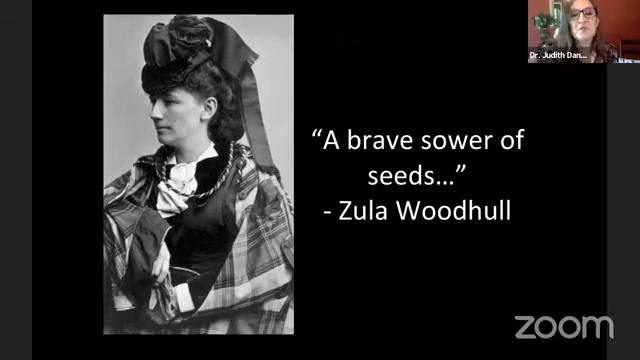 Dr. Judith Dan...
“A brave sower of
seeds...”
- Zula Woodhull
zoom